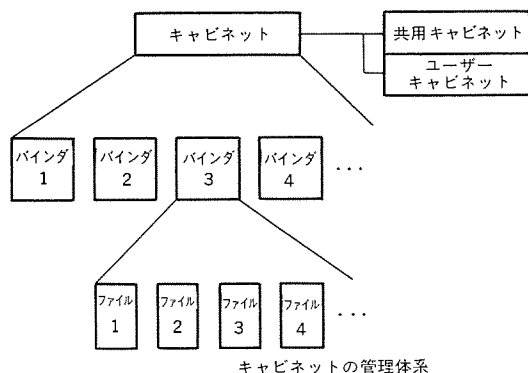 キャビネット
共用キャビネット
ユーザー
キャビネット
バインダ
1
バインダ
2
バインダ
3
バインダ
4
...
ファイル
1
ファイル
2
ファイル
3
ファイル
4
...
キャビネットの管理体系